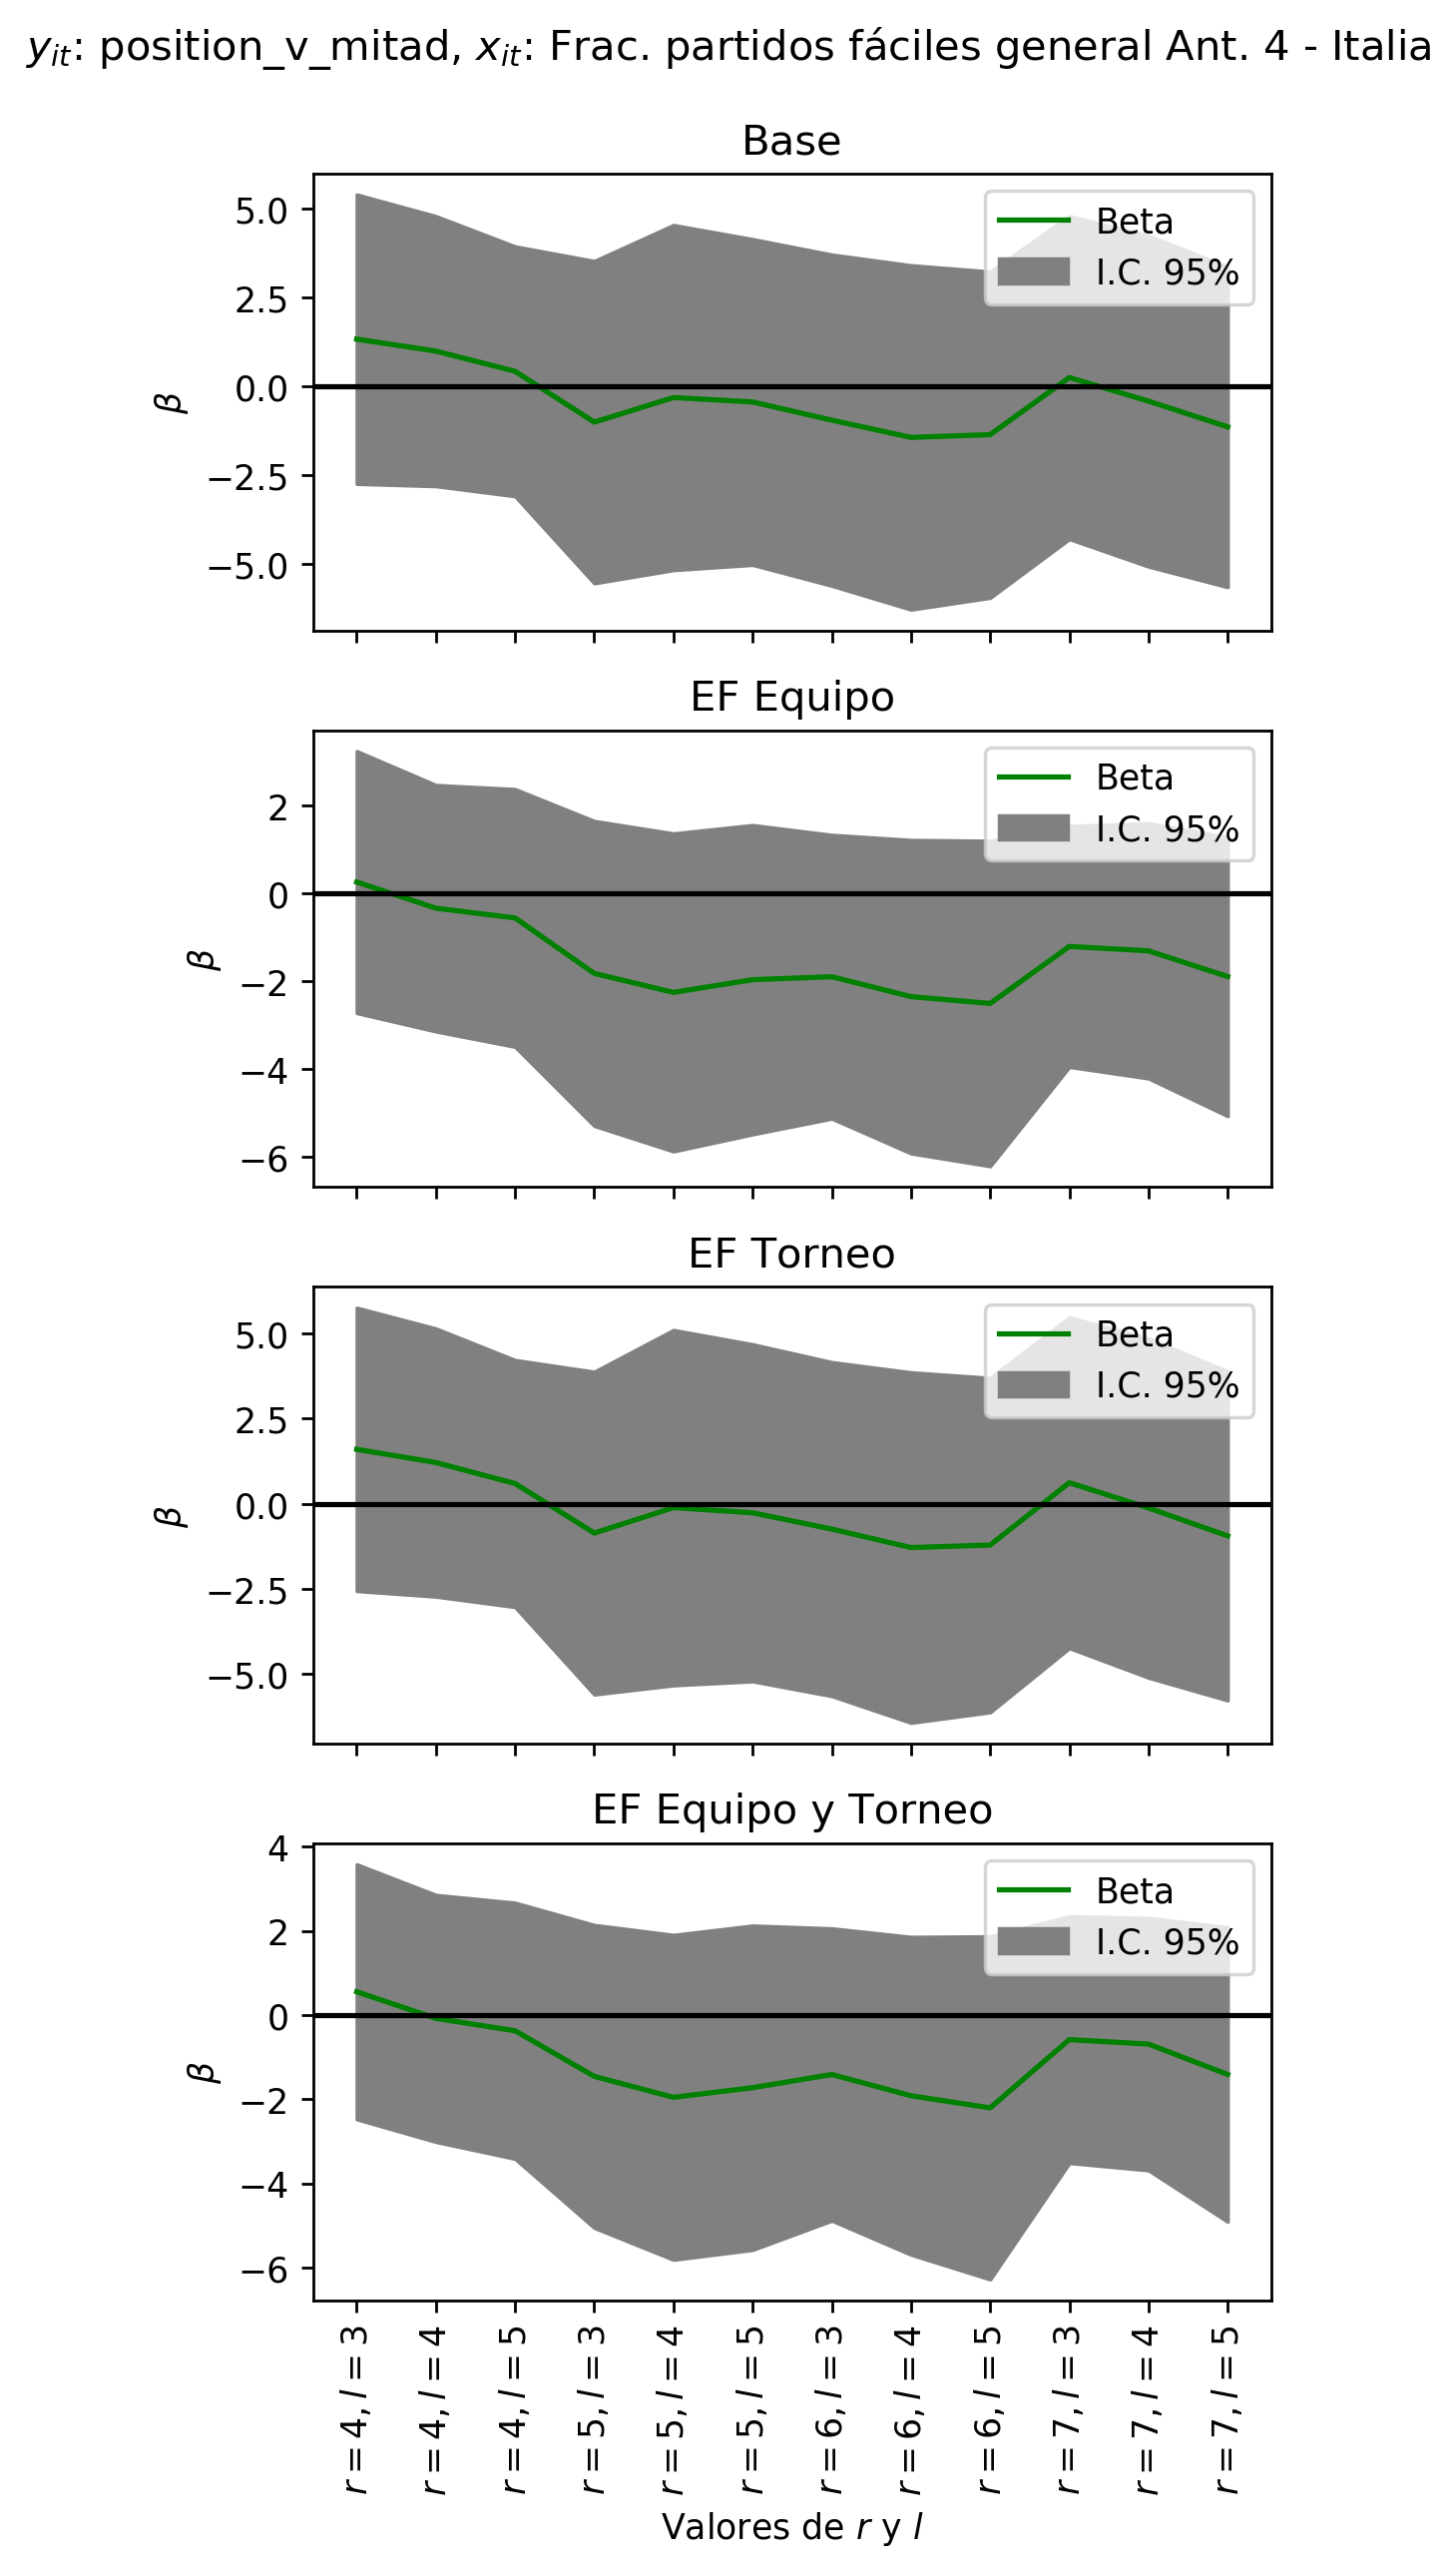 y_it: position_v_mitad, x_it: Frac. partidos fáciles general Ant. 4 - Italia
Base
5.0
2.5
0.0
−2.5
−5.0
β
Beta
I.C. 95%
EF Equipo
2
0
−2
−4
−6
β
Beta
I.C. 95%
EF Torneo
5.0
2.5
0.0
−2.5
−5.0
β
Beta
I.C. 95%
EF Equipo y Torneo
4
2
0
−2
−4
−6
β
Beta
I.C. 95%
r = 4, l = 3
r = 4, l = 4
r = 4, l = 5
r = 5, l = 3
r = 5, l = 4
r = 5, l = 5
r = 6, l = 3
r = 6, l = 4
r = 6, l = 5
r = 7, l = 3
r = 7, l = 4
r = 7, l = 5
Valores de r y l